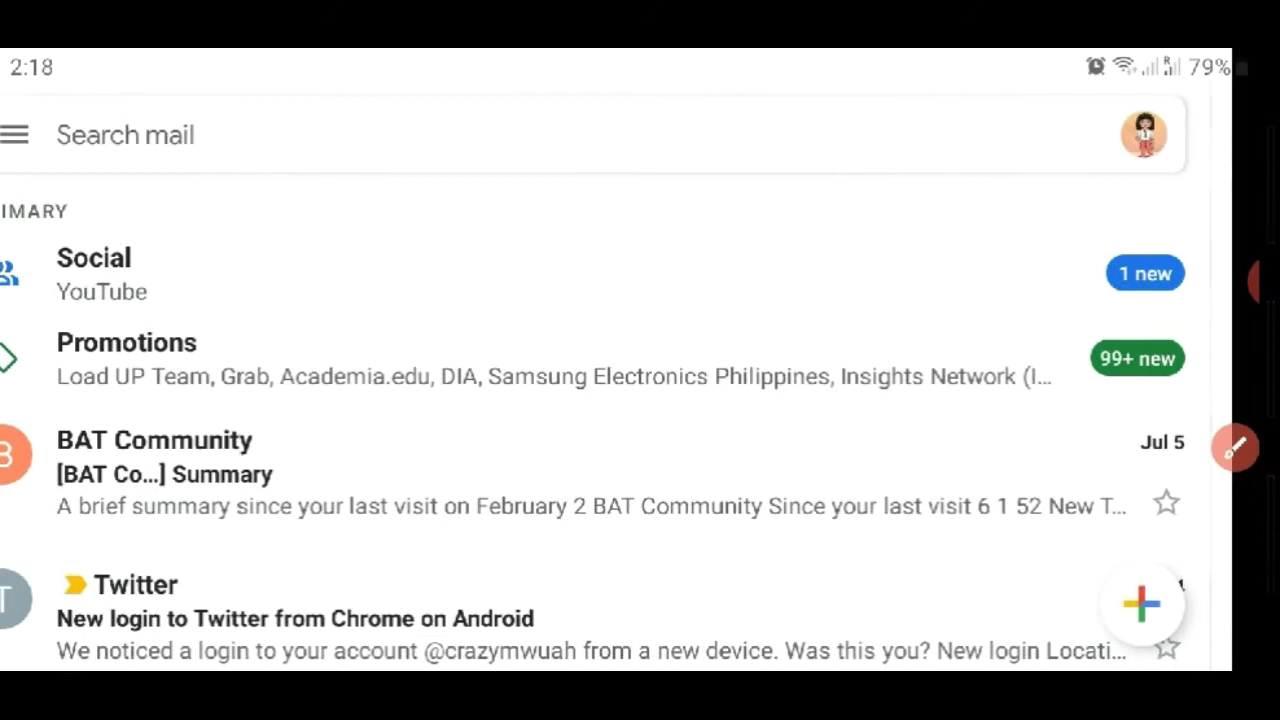 2:18
R
79%
Search mail
IMARY
Social
YouTube
1 new
Promotions
Load UP Team, Grab, Academia.edu, DIA, Samsung Electronics Philippines, Insights Network (I...
99+ new
B
BAT Community
Jul 5
[BAT Co...] Summary
A brief summary since your last visit on February 2 BAT Community Since your last visit 6 1 52 New T...
T
Twitter
New login to Twitter from Chrome on Android
We noticed a login to your account @crazymwuah from a new device. Was this you? New login Locati...